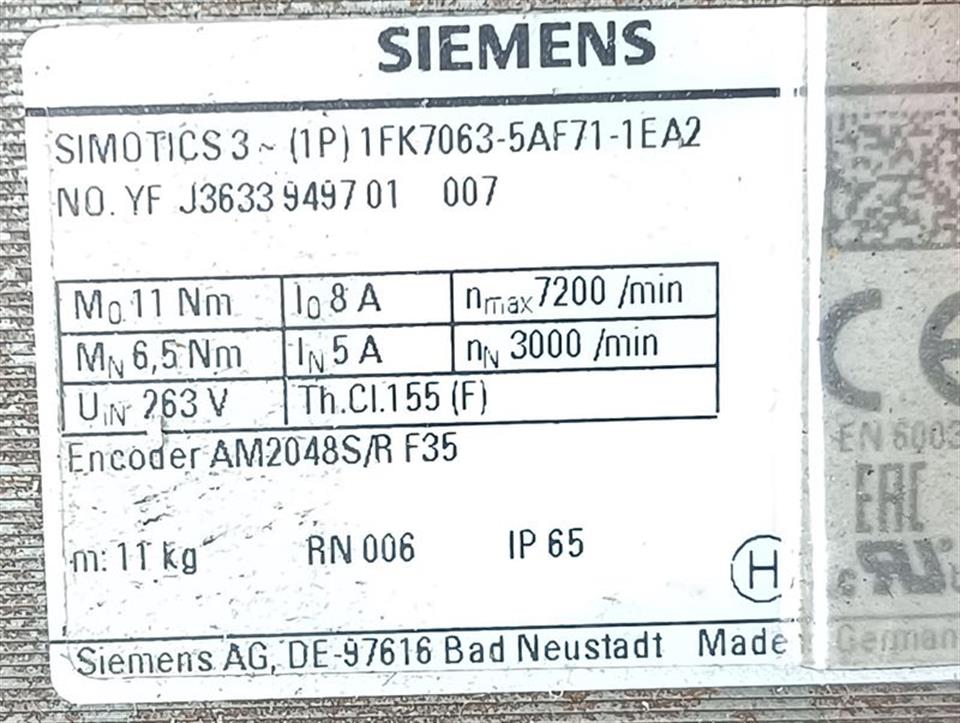 SIEMENS
SIMOTICS 3 ~ (1P) 1FK7063-5AF71-1EA2
NO. YF J3633 9497 01 007
M0 11 Nm I0 8 A nmax 7200 /min
MN 6,5 Nm IN 5 A nN 3000 /min
UIN 263 V Th.Cl.155 (F)
Encoder AM2048S/R F35
m: 11 kg RN 006 IP 65
H
CE
EN 6003
EAC
Siemens AG, DE-97616 Bad Neustadt Made
German